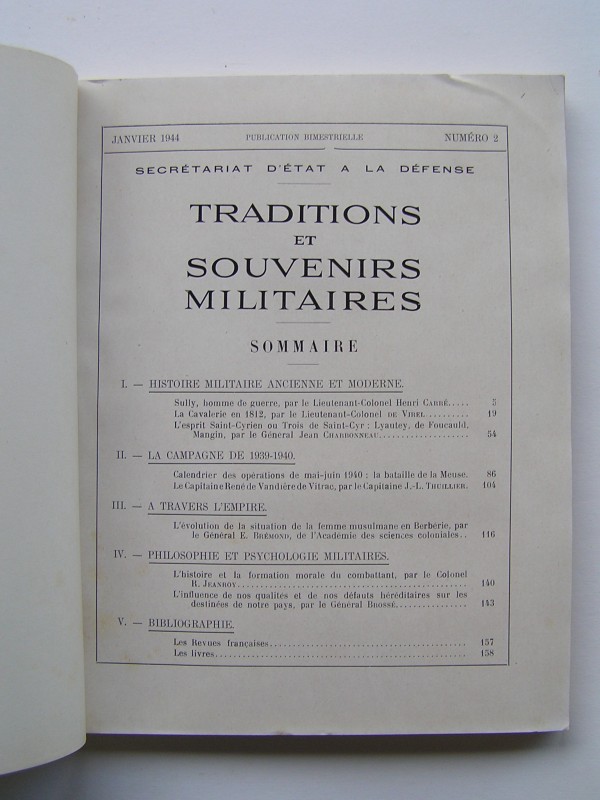 JANVIER 1944 PUBLICATION BIMESTRIELLE NUMÉRO 2
SECRÉTARIAT D'ÉTAT A LA DÉFENSE
TRADITIONS
ET
SOUVENIRS
MILITAIRES
SOMMAIRE
I. — HISTOIRE MILITAIRE ANCIENNE ET MODERNE.
Sully, homme de guerre, par le Lieutenant-Colonel Henri CARRÉ..... 5
La Cavalerie en 1812, par le Lieutenant-Colonel DE VIREL.......... 19
L'esprit Saint-Cyrien ou Trois de Saint-Cyr : Lyautey, de Foucauld,
Mangin, par le Général Jean CHARBONNEAU.................... 54
II. — LA CAMPAGNE DE 1939-1940.
Calendrier des opérations de mai-juin 1940 : la bataille de la Meuse. 86
Le Capitaine René de Vandière de Vitrac, par le Capitaine J.-L. THUILLIER. 104
III. — A TRAVERS L'EMPIRE.
L'évolution de la situation de la femme musulmane en Berbérie, par
le Général E. BRÉMOND, de l'Académie des sciences coloniales.. 116
IV. — PHILOSOPHIE ET PSYCHOLOGIE MILITAIRES.
L'histoire et la formation morale du combattant, par le Colonel
R. JEANROY.................................................. 140
L'influence de nos qualités et de nos défauts héréditaires sur les
destinées de notre pays, par le Général BROSSÉ................ 143
V. — BIBLIOGRAPHIE.
Les Revues françaises............................................. 157
Les livres......................................................... 158